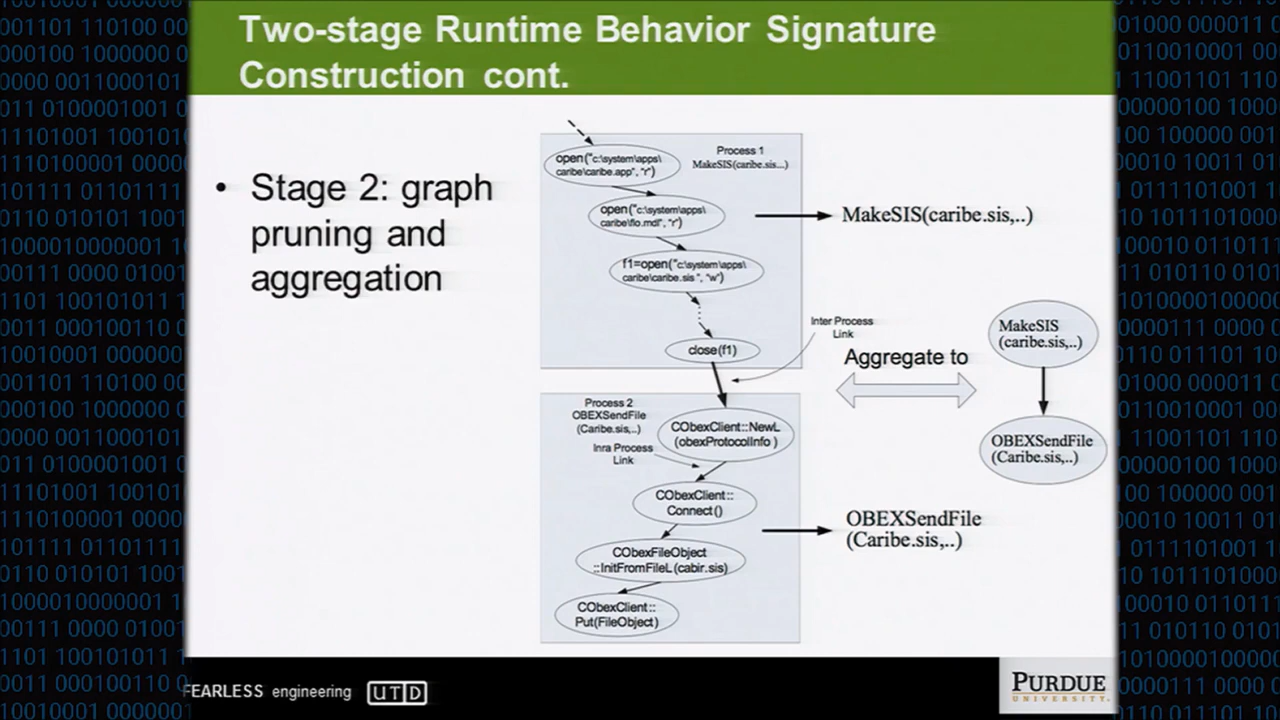 Two-stage Runtime Behavior Signature
Construction cont.
• Stage 2: graph
pruning and
aggregation
Process 1
MakeSIS(caribe.sis...)
open("c:\system\apps\
caribe\caribe.app", "r")
open("c:\system\apps\
caribe\flo.mdl", "r")
f1=open("c:\system\apps\
caribe\caribe.sis ", "w")
close(f1)
MakeSIS(caribe.sis,..)
Inter Process
Link
Aggregate to
MakeSIS
(caribe.sis,..)
OBEXSendFile
(Caribe.sis,..)
Process 2
OBEXSendFile
(Caribe.sis,..)
Inra Process
Link
CObexClient::NewL
(obexProtocolInfo )
CObexClient::
Connect()
CObexFileObject
::InitFromFileL(cabir.sis)
CObexClient::
Put(FileObject)
OBEXSendFile
(Caribe.sis,..)
FEARLESS engineering
UTD
PURDUE
UNIVERSITY